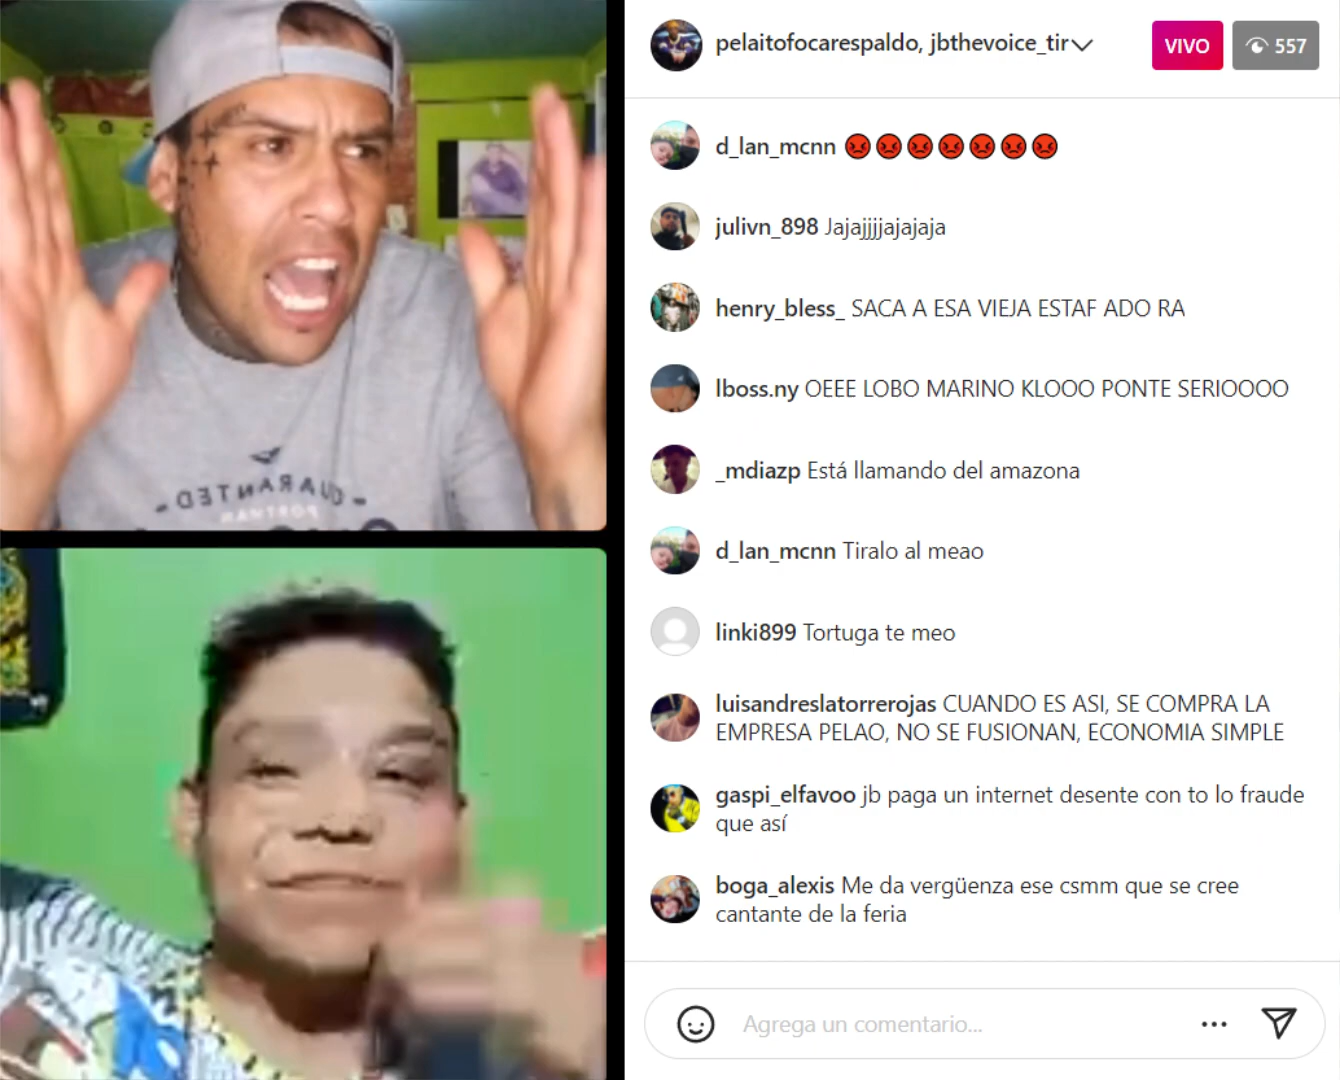 pelaitofocarespaldo, jbthevoice_tir
VIVO
557
d_lan_mcnn 😡😡😡😡😡😡😡
julivn_898 Jajajjjjajajaja
henry_bless_ SACA A ESA VIEJA ESTAF ADO RA
lboss.ny OEEE LOBO MARINO KLOOO PONTE SERIOOOO
_mdiazp Está llamando del amazona
d_lan_mcnn Tiralo al meao
linki899 Tortuga te meo
luisandreslatorrerojas CUANDO ES ASI, SE COMPRA LA
EMPRESA PELAO, NO SE FUSIONAN, ECONOMIA SIMPLE
gaspi_elfavoo jb paga un internet desente con to lo fraude
que así
boga_alexis Me da vergüenza ese csmm que se cree
cantante de la feria
Agrega un comentario...
GUARANTED
PORTMAN